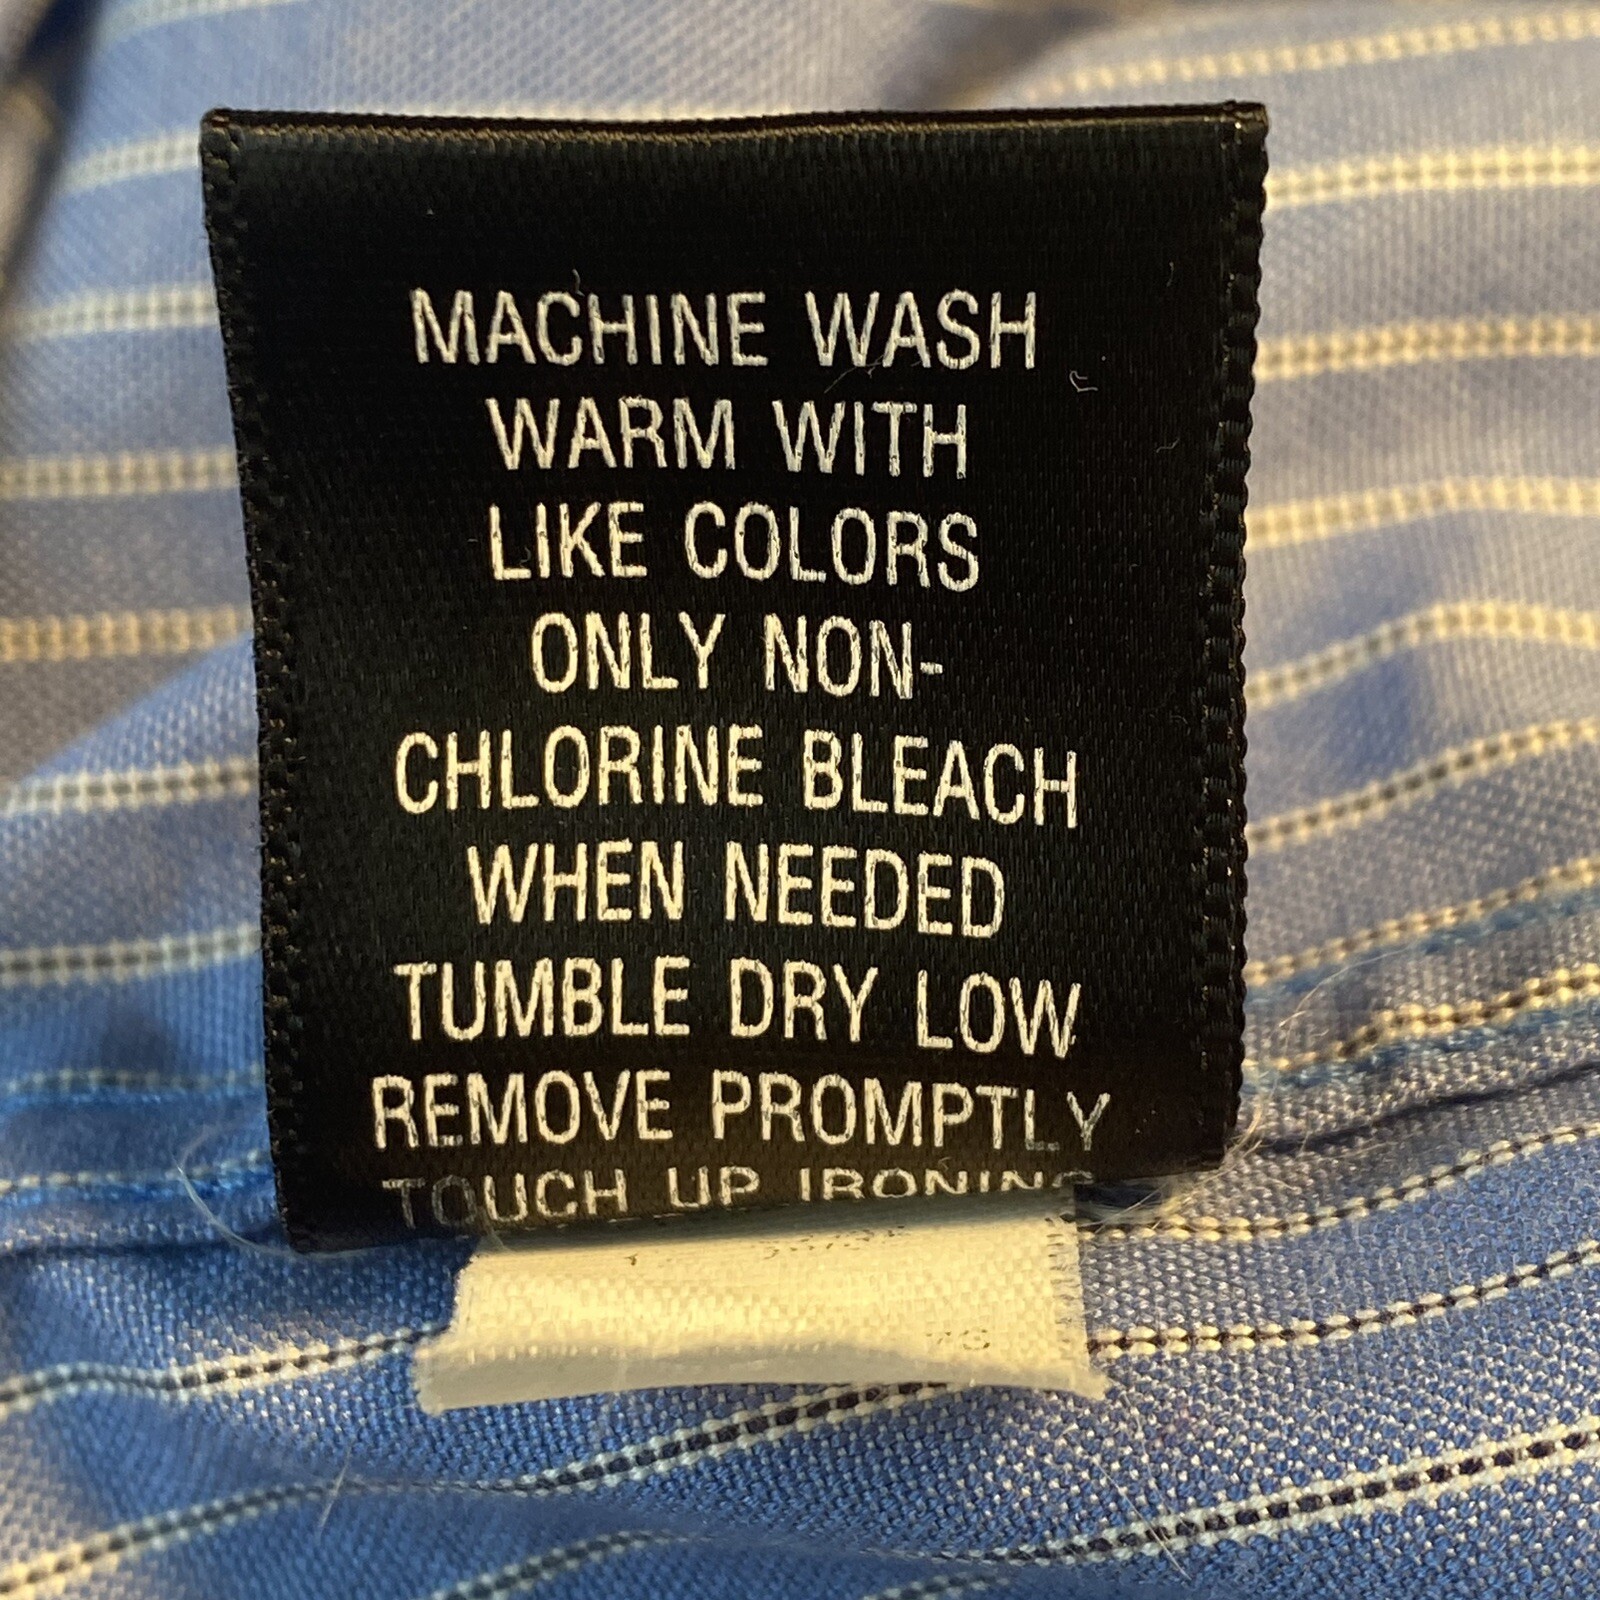 MACHINE WASH
WARM WITH
LIKE COLORS
ONLY NON-
CHLORINE BLEACH
WHEN NEEDED
TUMBLE DRY LOW
REMOVE PROMPTLY
TOUCH UP IRONING